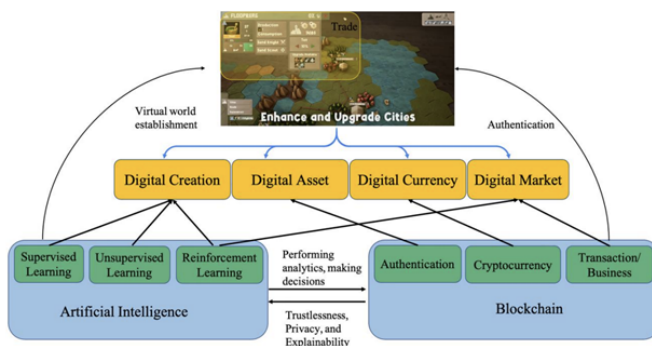 Trade
Enhance and Upgrade Cities
Virtual world
establishment
Authentication
Digital Creation
Digital Asset
Digital Currency
Digital Market
Supervised
Learning
Unsupervised
Learning
Reinforcement
Learning
Performing
analytics, making
decisions
Authentication
Cryptocurrency
Transaction/
Business
Artificial Intelligence
Trustlessness,
Privacy, and
Explainability
Blockchain